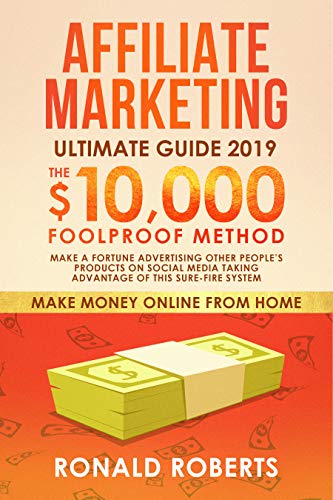 AFFILIATE
MARKETING
ULTIMATE GUIDE 2019
THE
$10,000
FOOLPROOF METHOD
MAKE A FORTUNE ADVERTISING OTHER PEOPLE'S
PRODUCTS ON SOCIAL MEDIA TAKING
ADVANTAGE OF THIS SURE-FIRE SYSTEM
MAKE MONEY ONLINE FROM HOME
RONALD ROBERTS